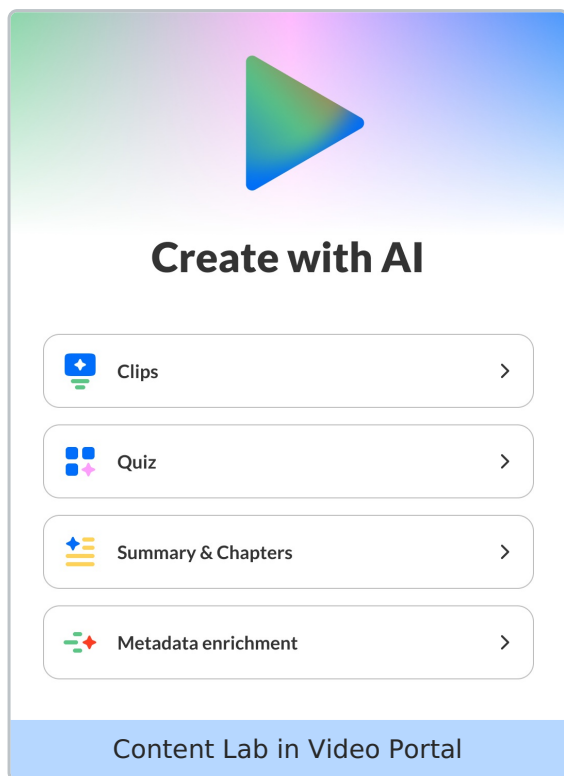 Create with AI
Clips
Quiz
Summary & Chapters
Metadata enrichment
Content Lab in Video Portal